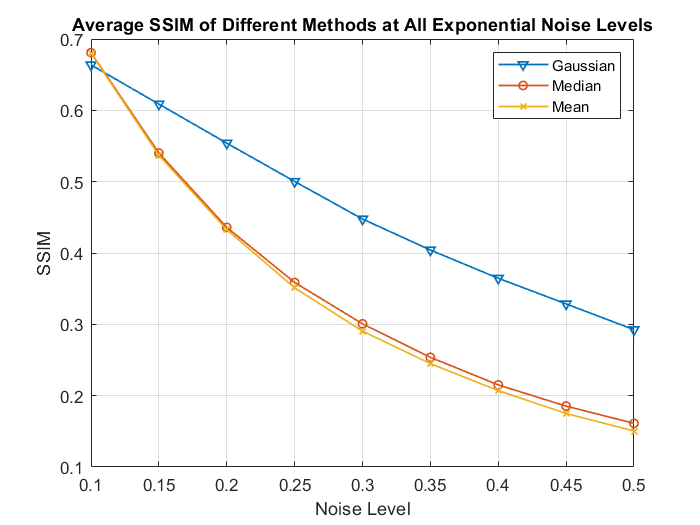 Average SSIM of Different Methods at All Exponential Noise Levels
0.7
0.6
0.5
0.4
0.3
0.2
0.1
SSIM
Gaussian
Median
Mean
0.1 0.15 0.2 0.25 0.3 0.35 0.4 0.45 0.5
Noise Level